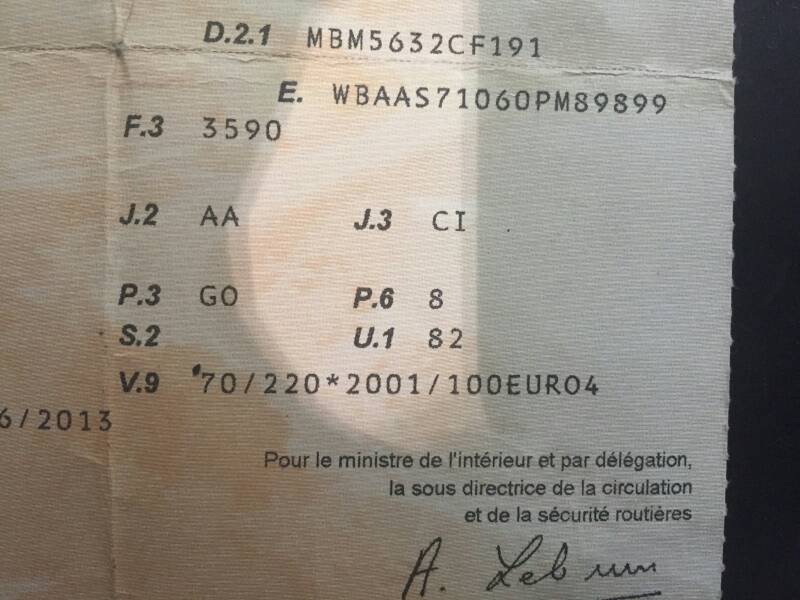 D.2.1 MBM5632CF191
E. WBAAS71060PM89899
F.3 3590
J.2 AA J.3 CI
P.3 GO P.6 8
S.2 U.1 82
V.9 70/220*2001/100EURO4
6/2013
Pour le ministre de l'intérieur et par délégation,
la sous directrice de la circulation
et de la sécurité routières
A. Lebrun